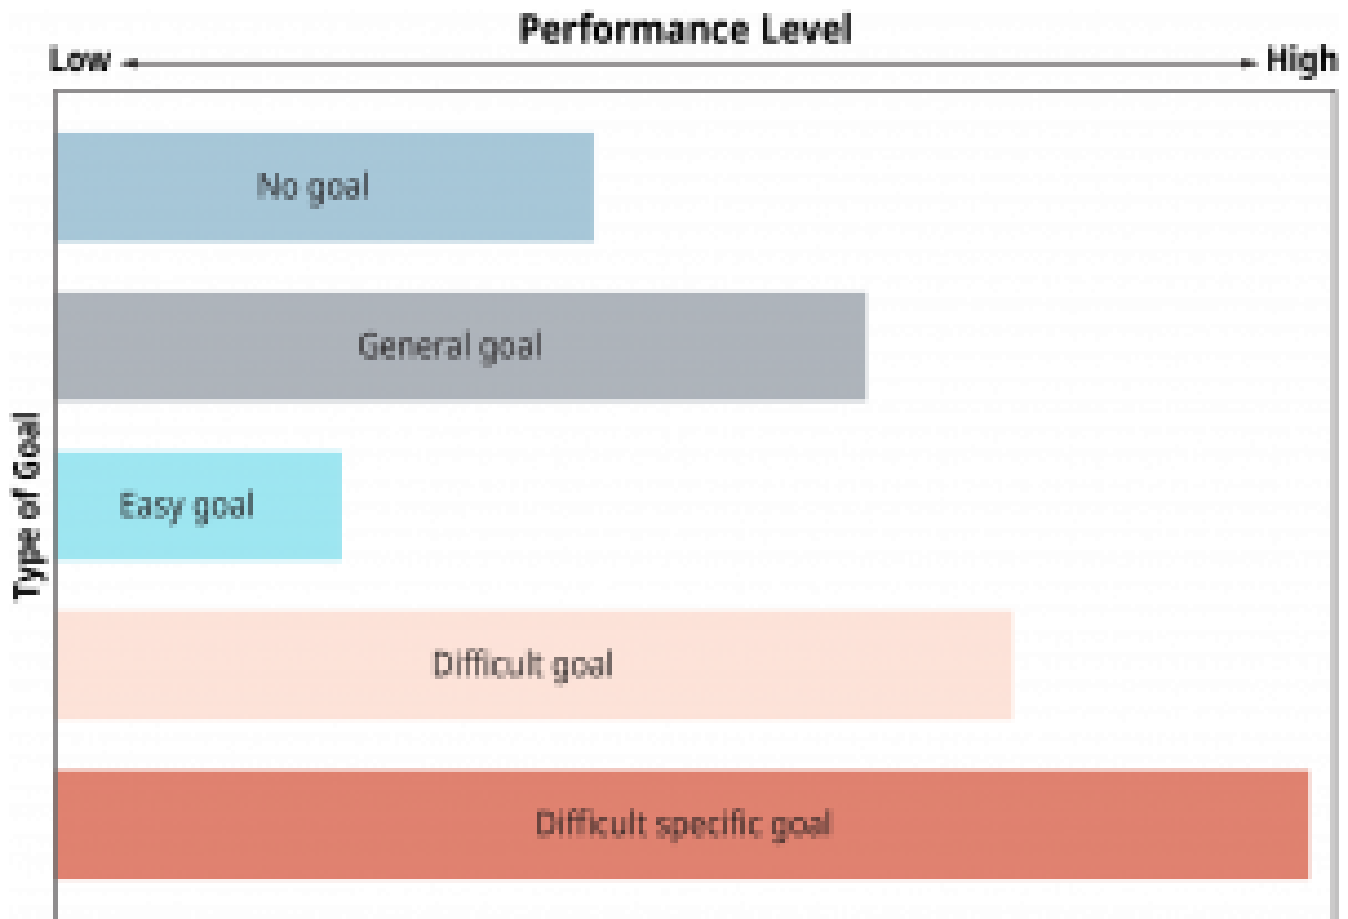 Performance Level
Low High
Type of Goal
No goal
General goal
Easy goal
Difficult goal
Difficult specific goal